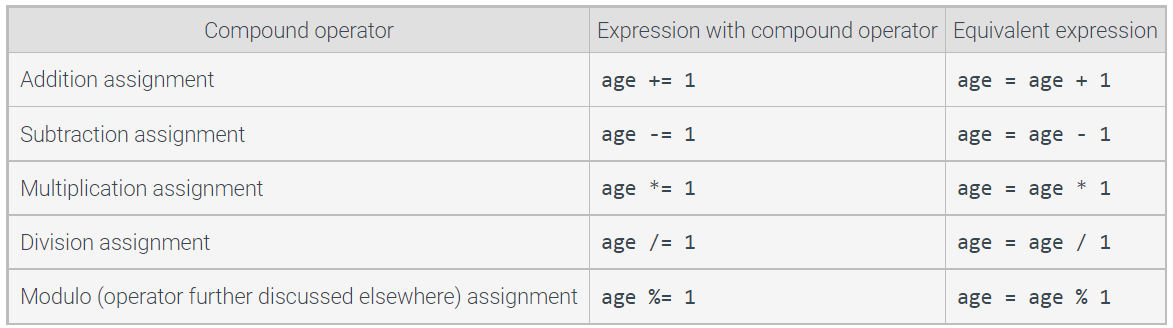 Compound operator Expression with compound operator Equivalent expression
Addition assignment age += 1 age = age + 1
Subtraction assignment age -= 1 age = age - 1
Multiplication assignment age *= 1 age = age * 1
Division assignment age /= 1 age = age / 1
Modulo (operator further discussed elsewhere) assignment age %= 1 age = age % 1